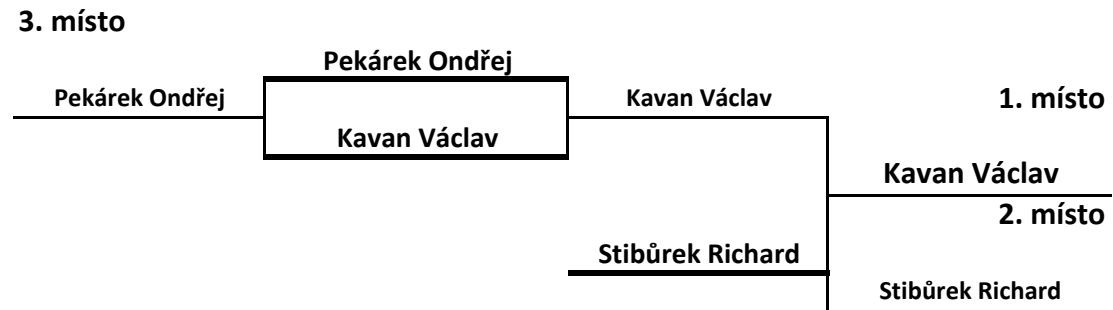 3. místo
Pekárek Ondřej
Pekárek Ondřej
Kavan Václav
1. místo
Kavan Václav
Kavan Václav
2. místo
Stibůrek Richard
Stibůrek Richard